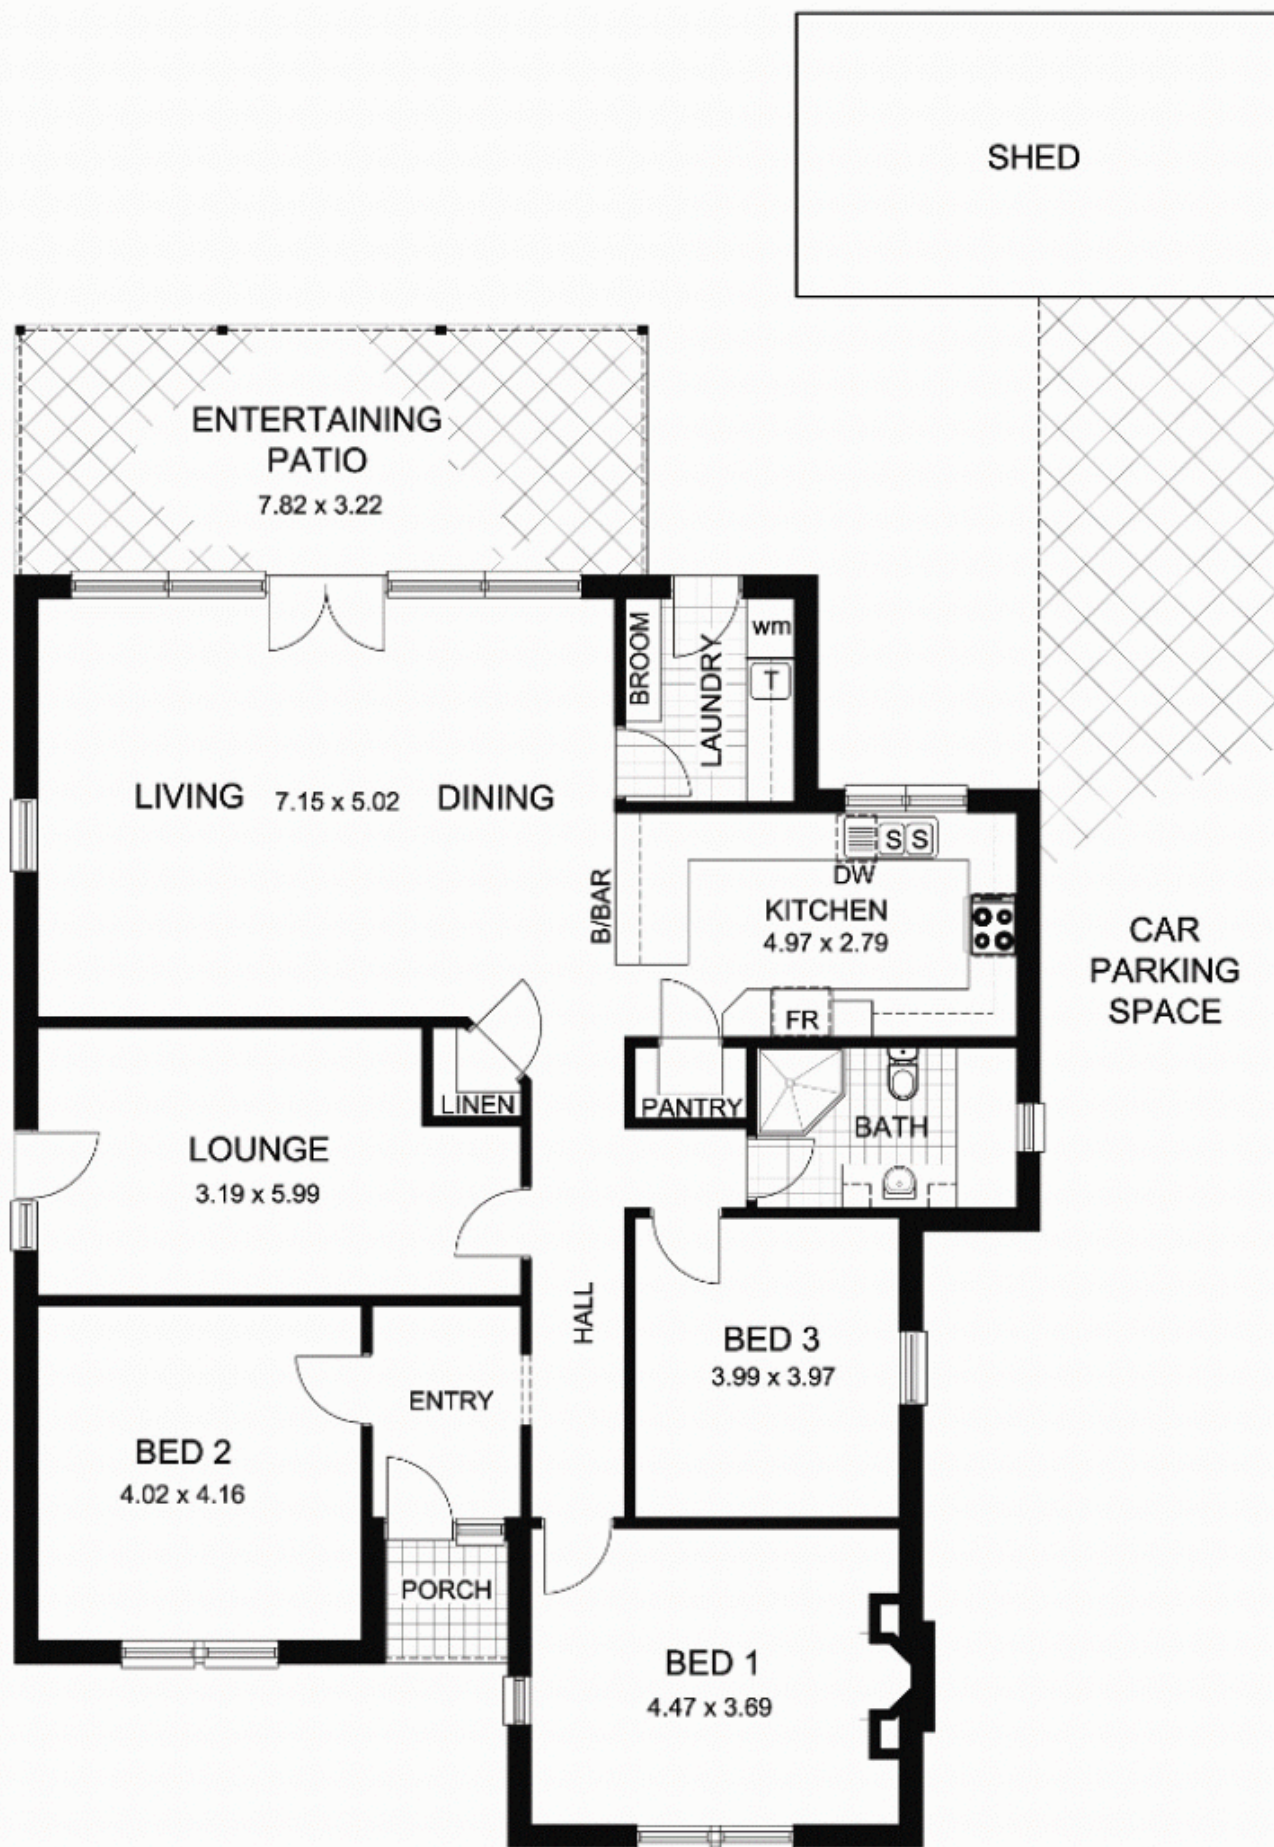 SHED
ENTERTAINING
PATIO
7.82 x 3.22
BROOM
LAUNDRY
wm
T
LIVING 7.15 x 5.02 DINING
B/BAR
S S
DW
KITCHEN
4.97 x 2.79
FR
CAR
PARKING
SPACE
LINEN
PANTRY
BATH
LOUNGE
3.19 x 5.99
HALL
BED 3
3.99 x 3.97
ENTRY
BED 2
4.02 x 4.16
PORCH
BED 1
4.47 x 3.69